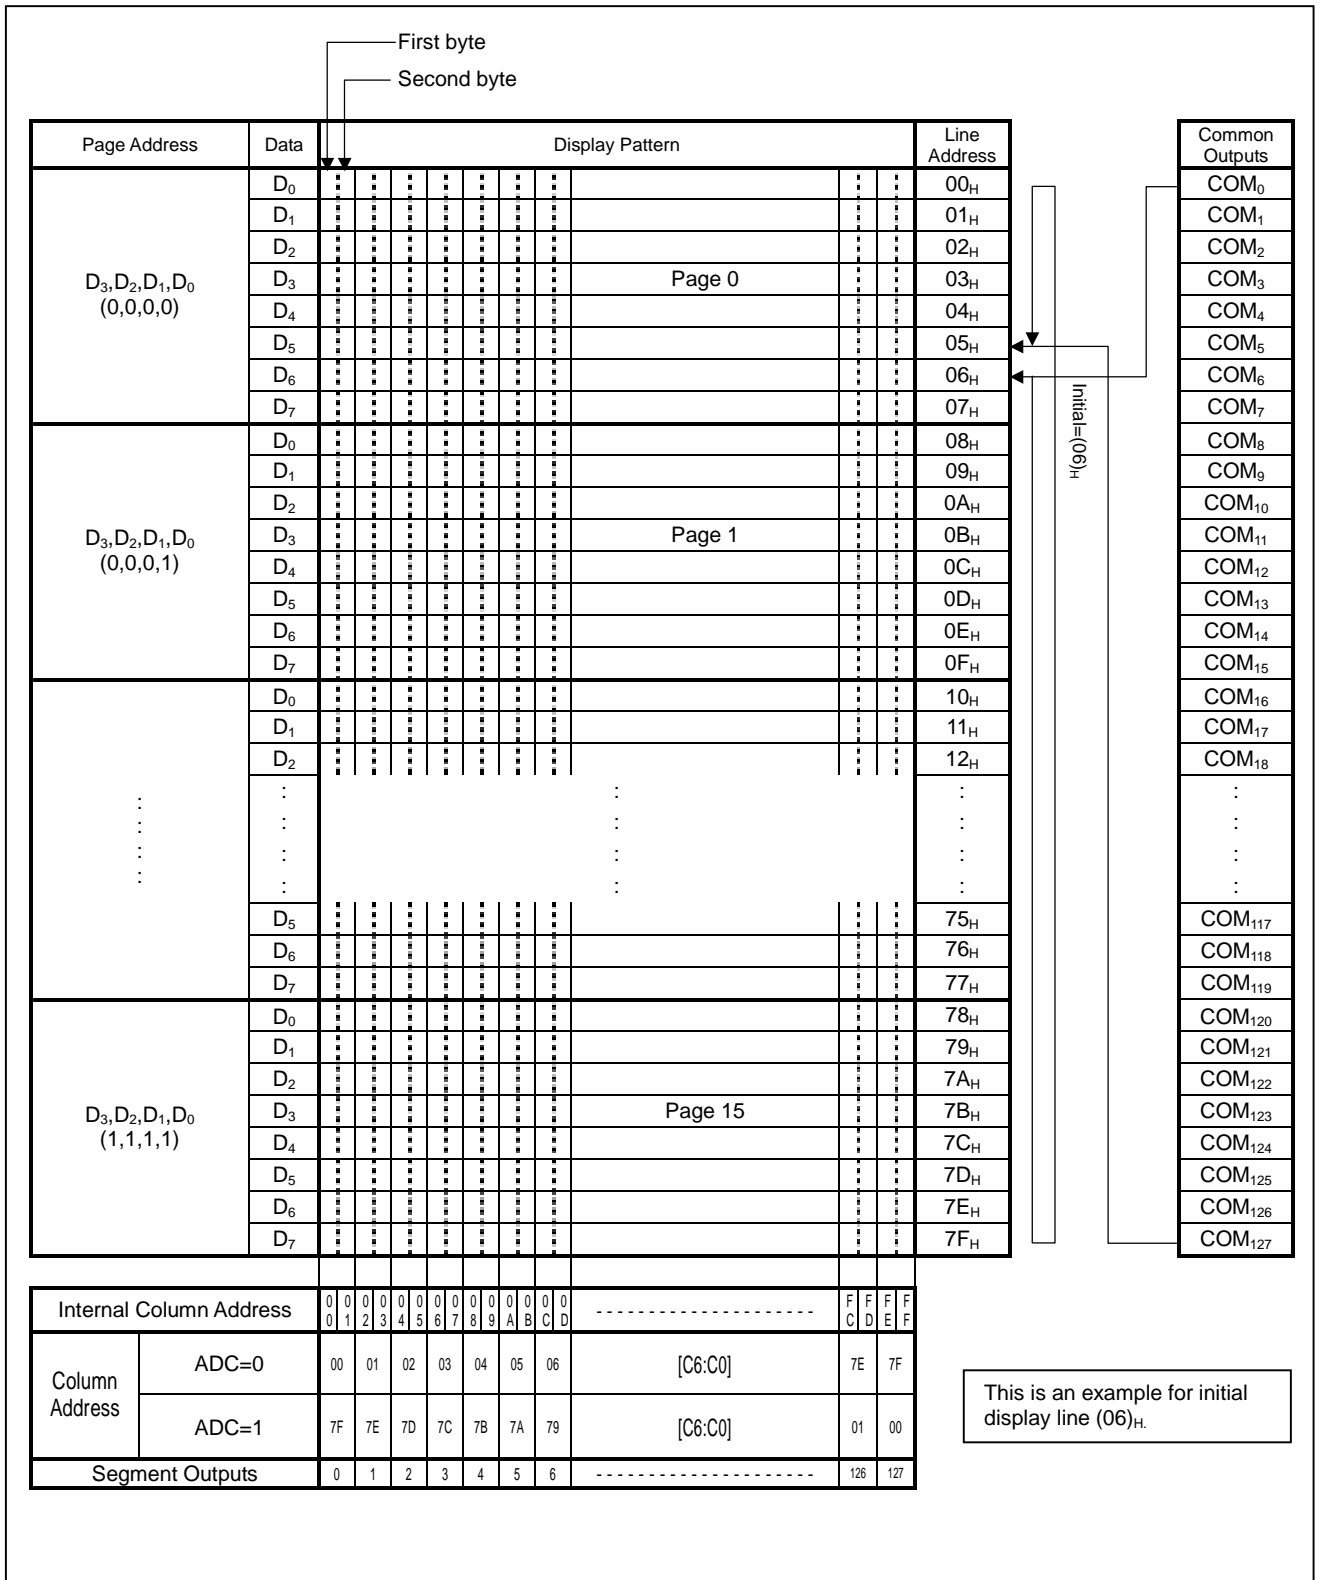 First byte
Second byte
Page Address Data Display Pattern Line Address Common Outputs
D₀ 00H COM₀
D₁ 01H COM₁
D₂ 02H COM₂
D₃,D₂,D₁,D₀ (0,0,0,0) D₃ Page 0 03H COM₃
D₄ 04H COM₄
D₅ 05H COM₅
D₆ 06H COM₆
D₇ 07H COM₇
Initial=(06)H
D₀ 08H COM₈
D₁ 09H COM₉
D₂ 0AH COM₁₀
D₃,D₂,D₁,D₀ (0,0,0,1) D₃ Page 1 0BH COM₁₁
D₄ 0CH COM₁₂
D₅ 0DH COM₁₃
D₆ 0EH COM₁₄
D₇ 0FH COM₁₅
D₀ 10H COM₁₆
D₁ 11H COM₁₇
D₂ 12H COM₁₈
: : : : :
: : : : :
: : : : :
: : : : :
D₅ 75H COM₁₁₇
D₆ 76H COM₁₁₈
D₇ 77H COM₁₁₉
D₀ 78H COM₁₂₀
D₁ 79H COM₁₂₁
D₂ 7AH COM₁₂₂
D₃,D₂,D₁,D₀ (1,1,1,1) D₃ Page 15 7BH COM₁₂₃
D₄ 7CH COM₁₂₄
D₅ 7DH COM₁₂₅
D₆ 7EH COM₁₂₆
D₇ 7FH COM₁₂₇
Internal Column Address 00 01 02 03 04 05 06 07 08 09 0A 0B 0C 0D - - - - - - - - - - - - - - - - - - - - - FC FD FE FF
Column Address
ADC=0 00 01 02 03 04 05 06 [C6:C0] 7E 7F
ADC=1 7F 7E 7D 7C 7B 7A 79 [C6:C0] 01 00
Segment Outputs 0 1 2 3 4 5 6 - - - - - - - - - - - - - - - - - - - - - 126 127
This is an example for initial
display line (06)H.